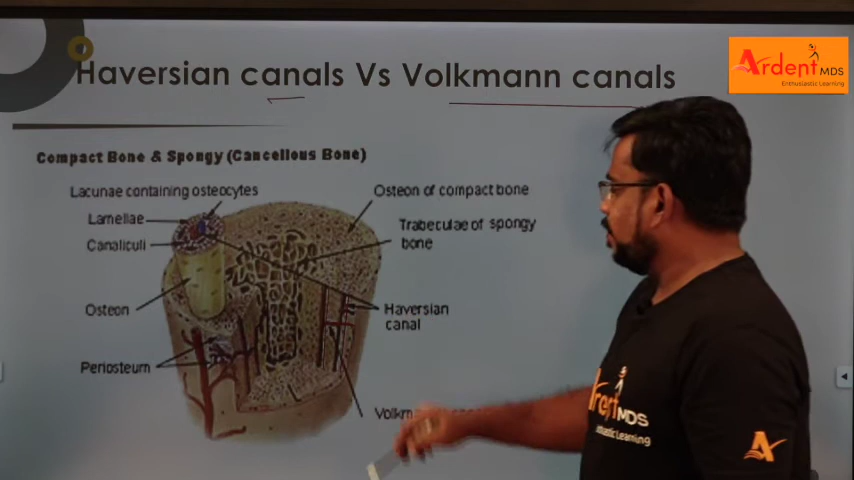 Haversian canals Vs Volkmann canals
Ardent MDS
Enthusiastic Learning
Compact Bone & Spongy (Cancellous Bone)
Lacunae containing osteocytes
Osteon of compact bone
Lamellae
Trabeculae of spongy
bone
Canaliculi
Osteon
Haversian
canal
Periosteum
MDS